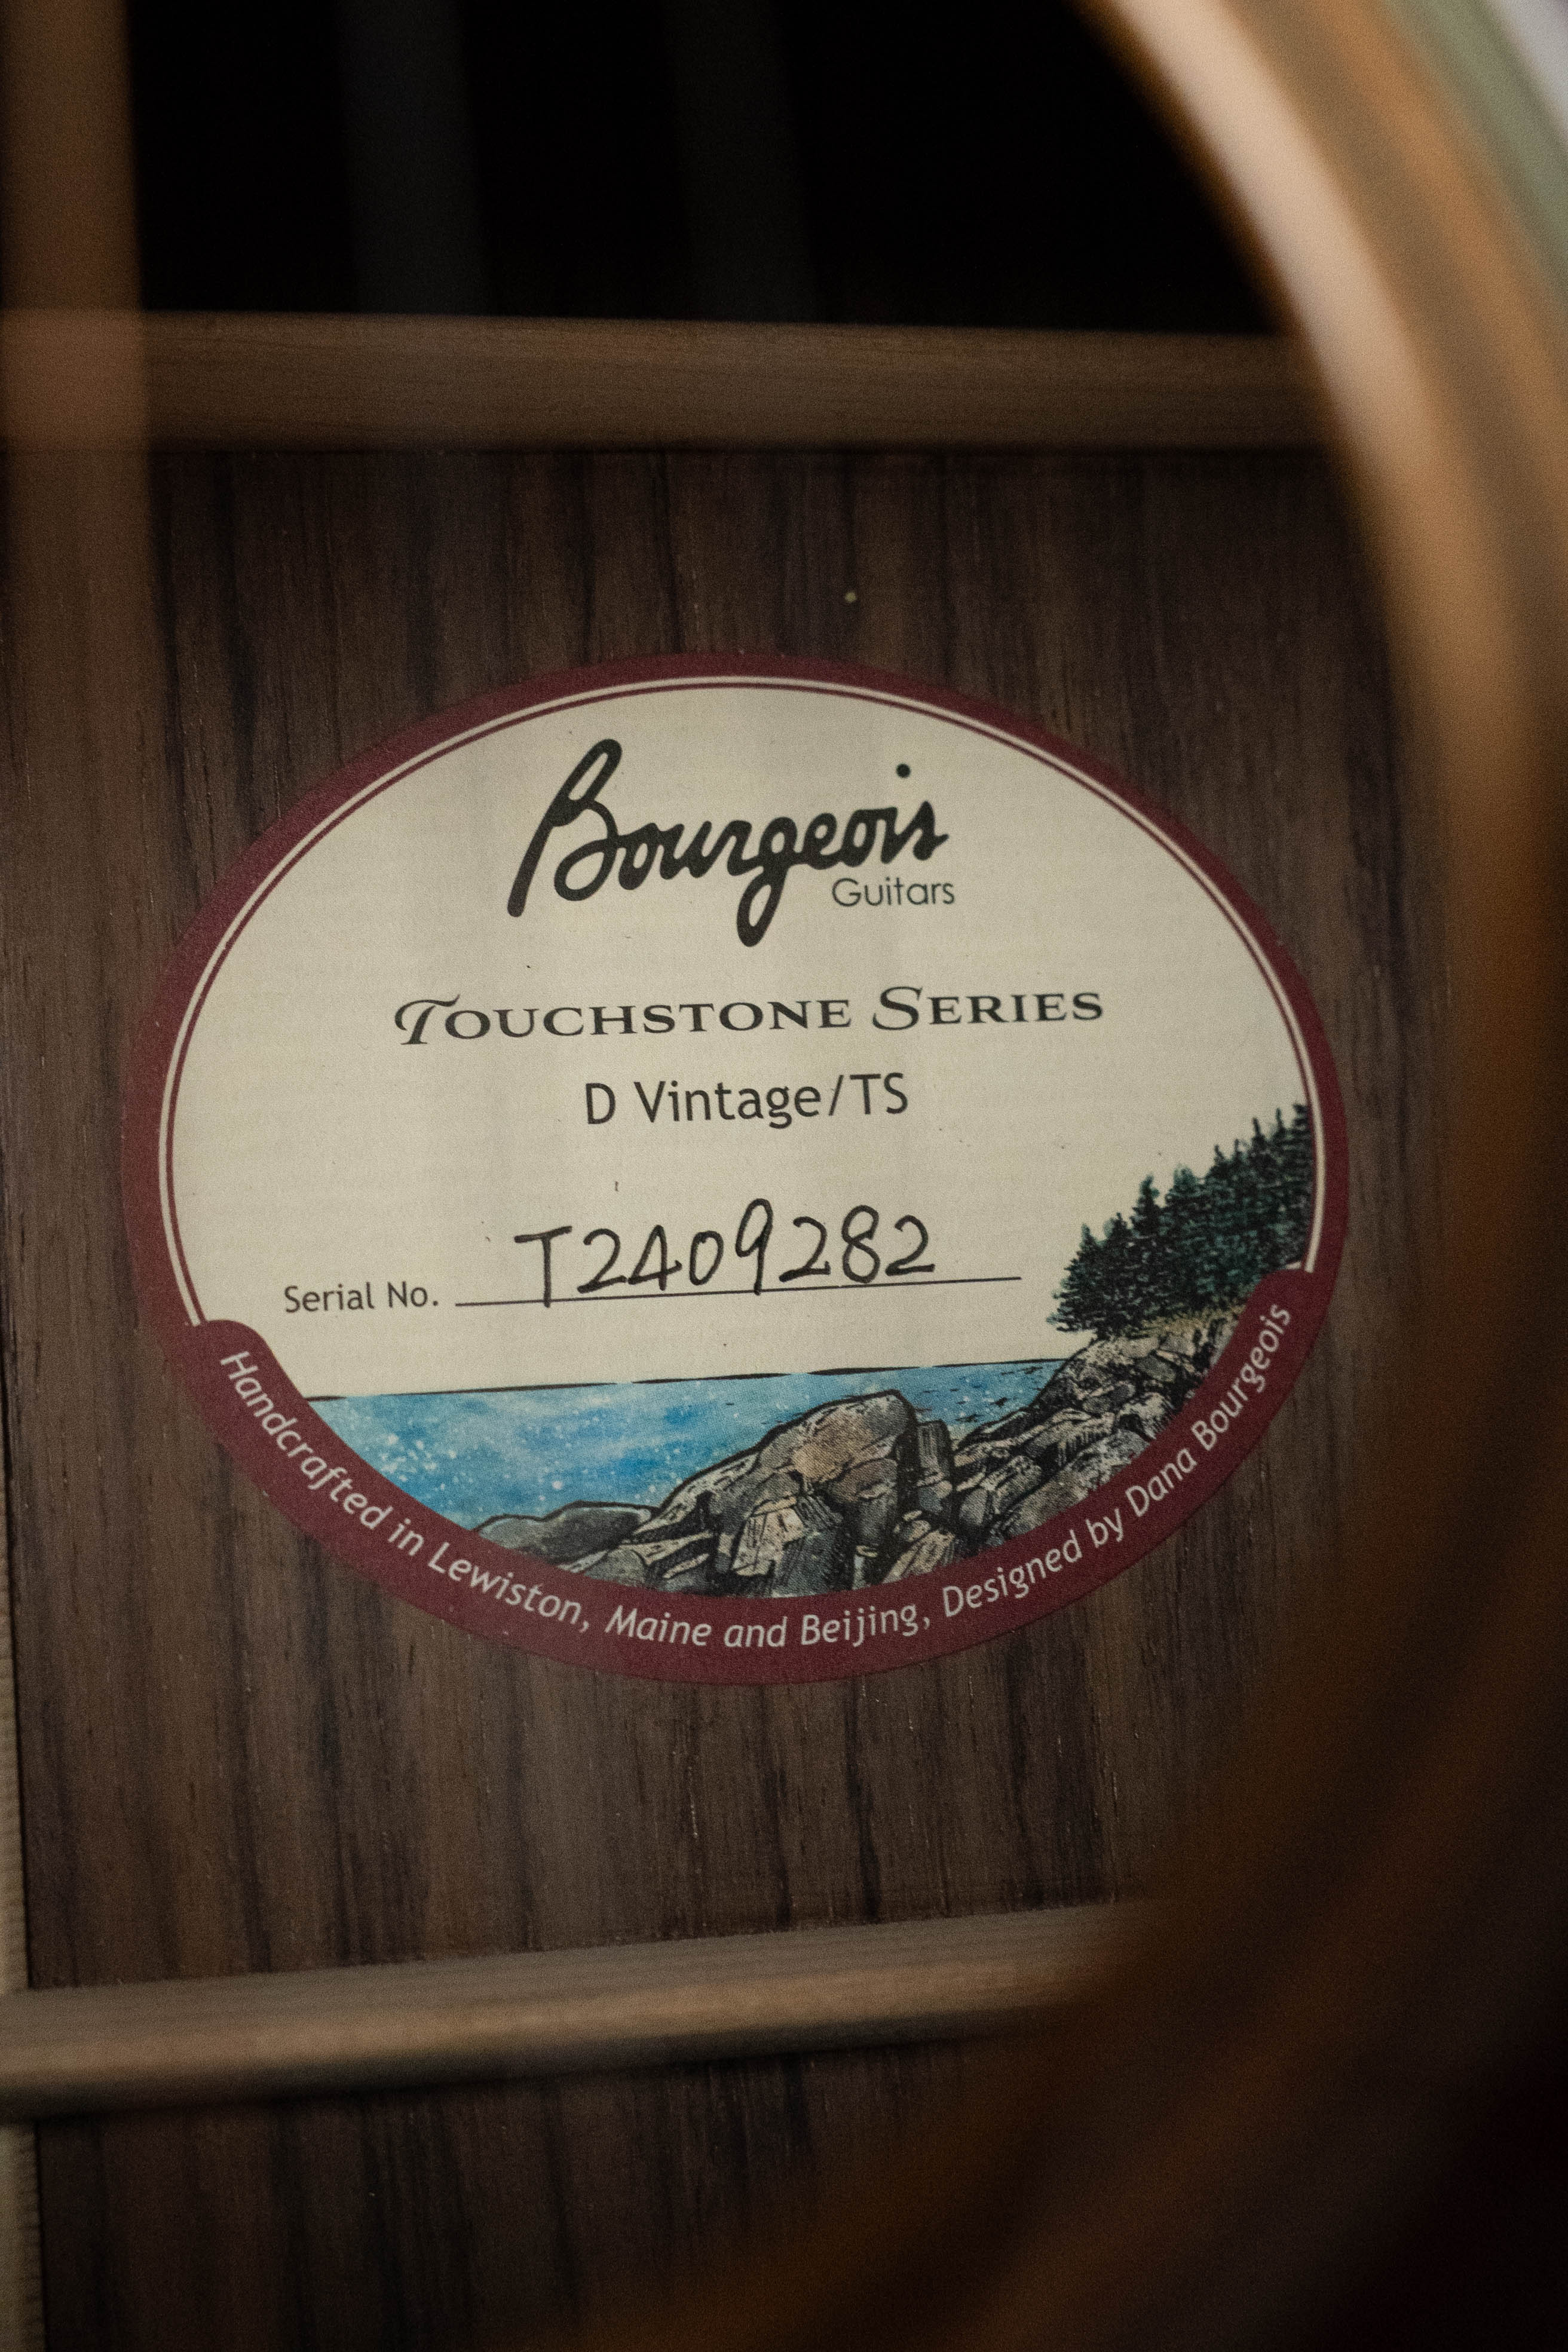 Bourgeois
Guitars
Touchstone Series
D Vintage/TS
Serial No. T2409282
Handcrafted in Lewiston, Maine and Beijing, Designed by Dana Bourgeois